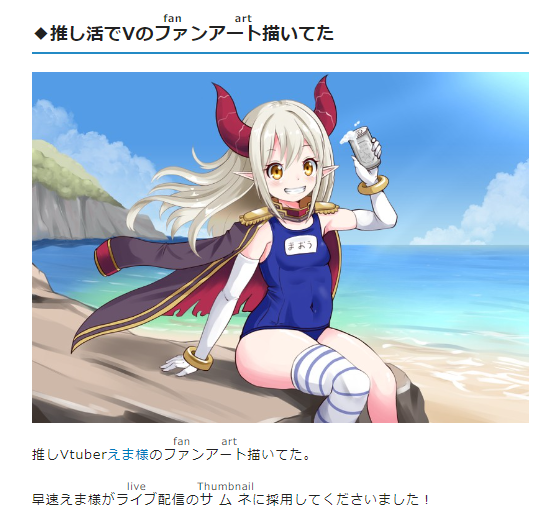 fan art
◆推し活でVのファンアート描いてた
まおう
fan art
推しVtuberえま様のファンアート描いてた。
live Thumbnail
早速えま様がライブ配信のサムネに採用してくださいました！